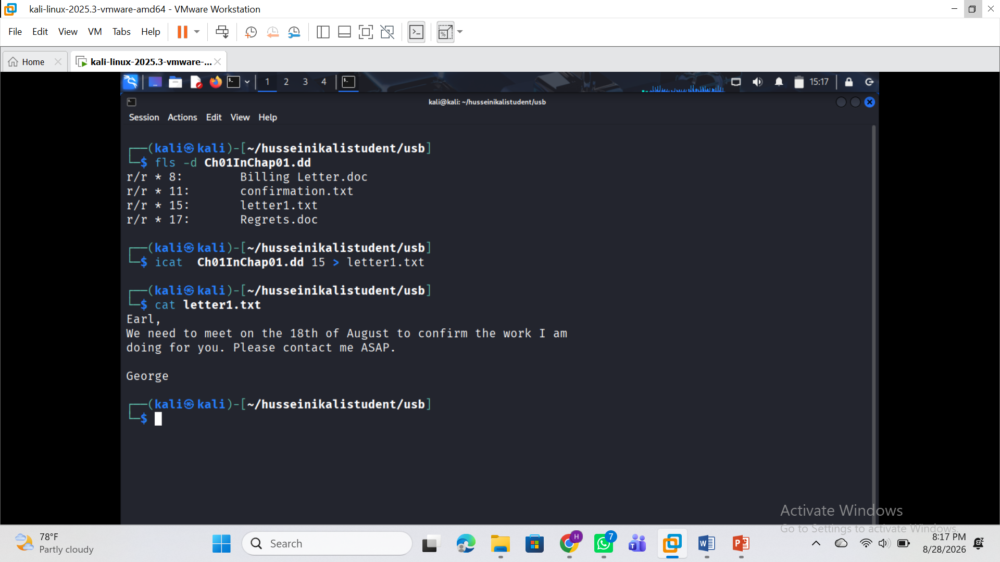 kali-linux-2025.3-vmware-amd64 - VMware Workstation
File Edit View VM Tabs Help
Home kali-linux-2025.3-vmware-...
1 2 3 4 15:17
kali@kali: ~/husseinikalistudent/usb
Session Actions Edit View Help
┌──(kali㉿kali)-[~/husseinikalistudent/usb]
└─$ fls -d Ch01InChap01.dd
r/r * 8: Billing Letter.doc
r/r * 11: confirmation.txt
r/r * 15: letter1.txt
r/r * 17: Regrets.doc
┌──(kali㉿kali)-[~/husseinikalistudent/usb]
└─$ icat  Ch01InChap01.dd 15 > letter1.txt
┌──(kali㉿kali)-[~/husseinikalistudent/usb]
└─$ cat letter1.txt
Earl,
We need to meet on the 18th of August to confirm the work I am
doing for you. Please contact me ASAP.
George
┌──(kali㉿kali)-[~/husseinikalistudent/usb]
└─$
Activate Windows
Go to Settings to activate Windows.
78°F
Partly cloudy
Search
H
7
8:17 PM
8/28/2026